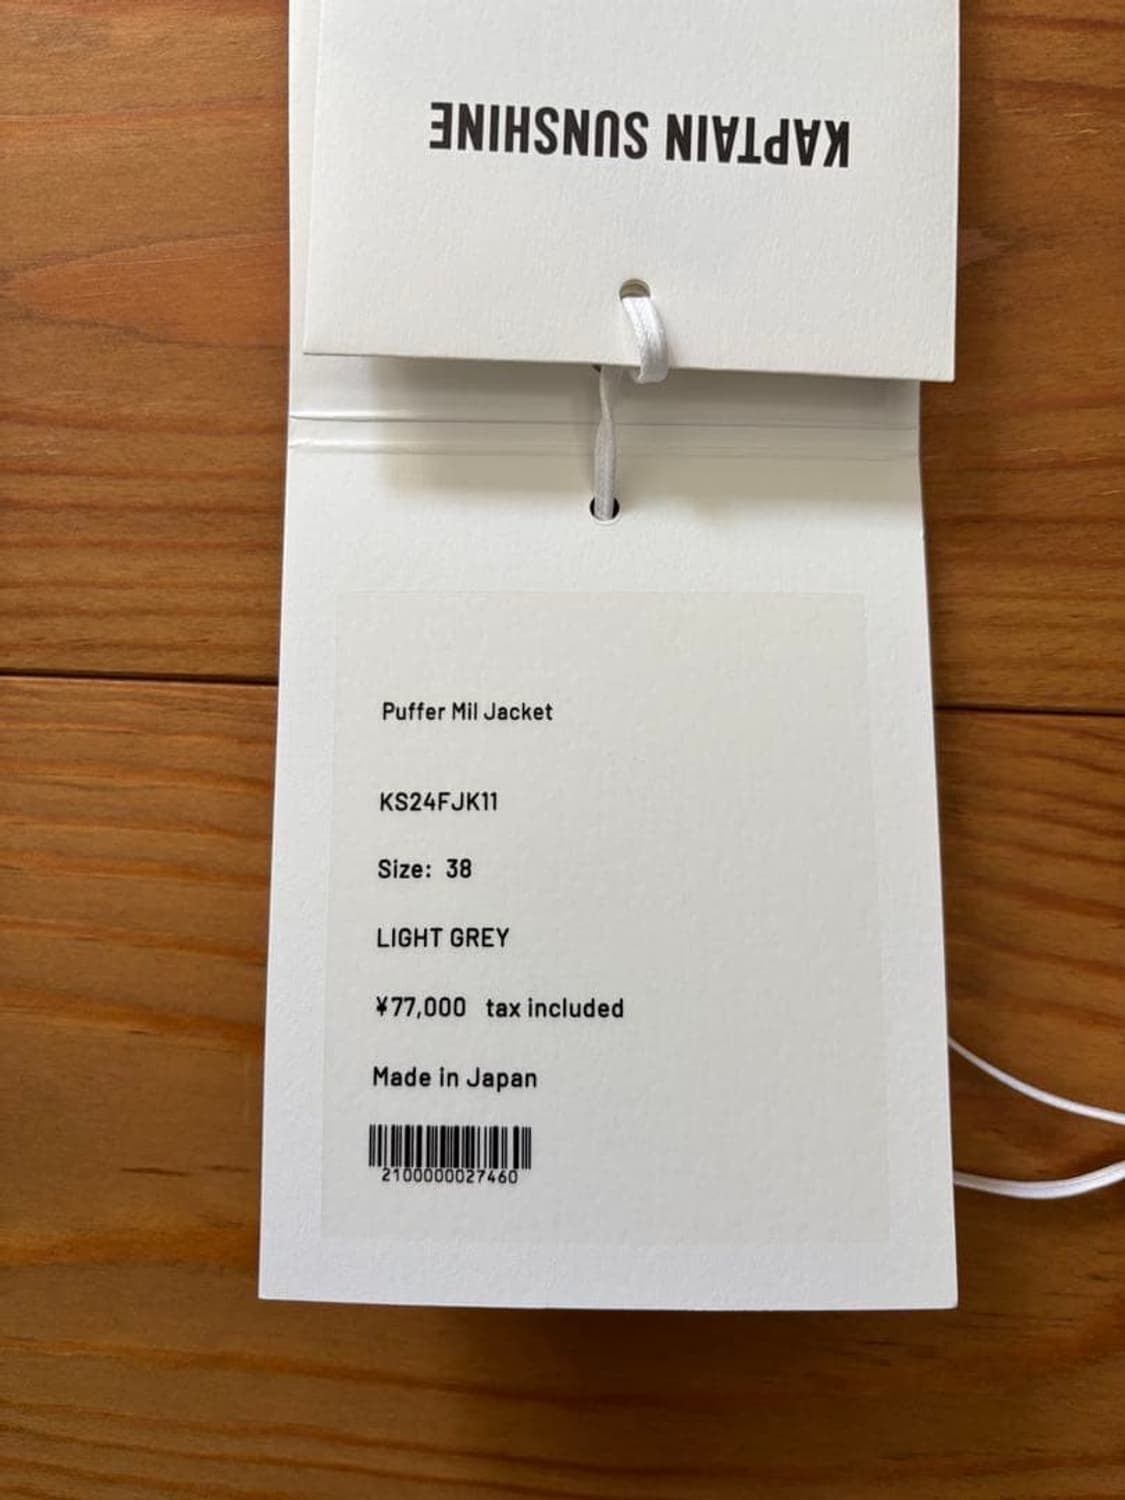 KAPTAIN SUNSHINE
Puffer Mil Jacket
KS24FJK11
Size: 38
LIGHT GREY
¥77,000 tax included
Made in Japan
2100000027460